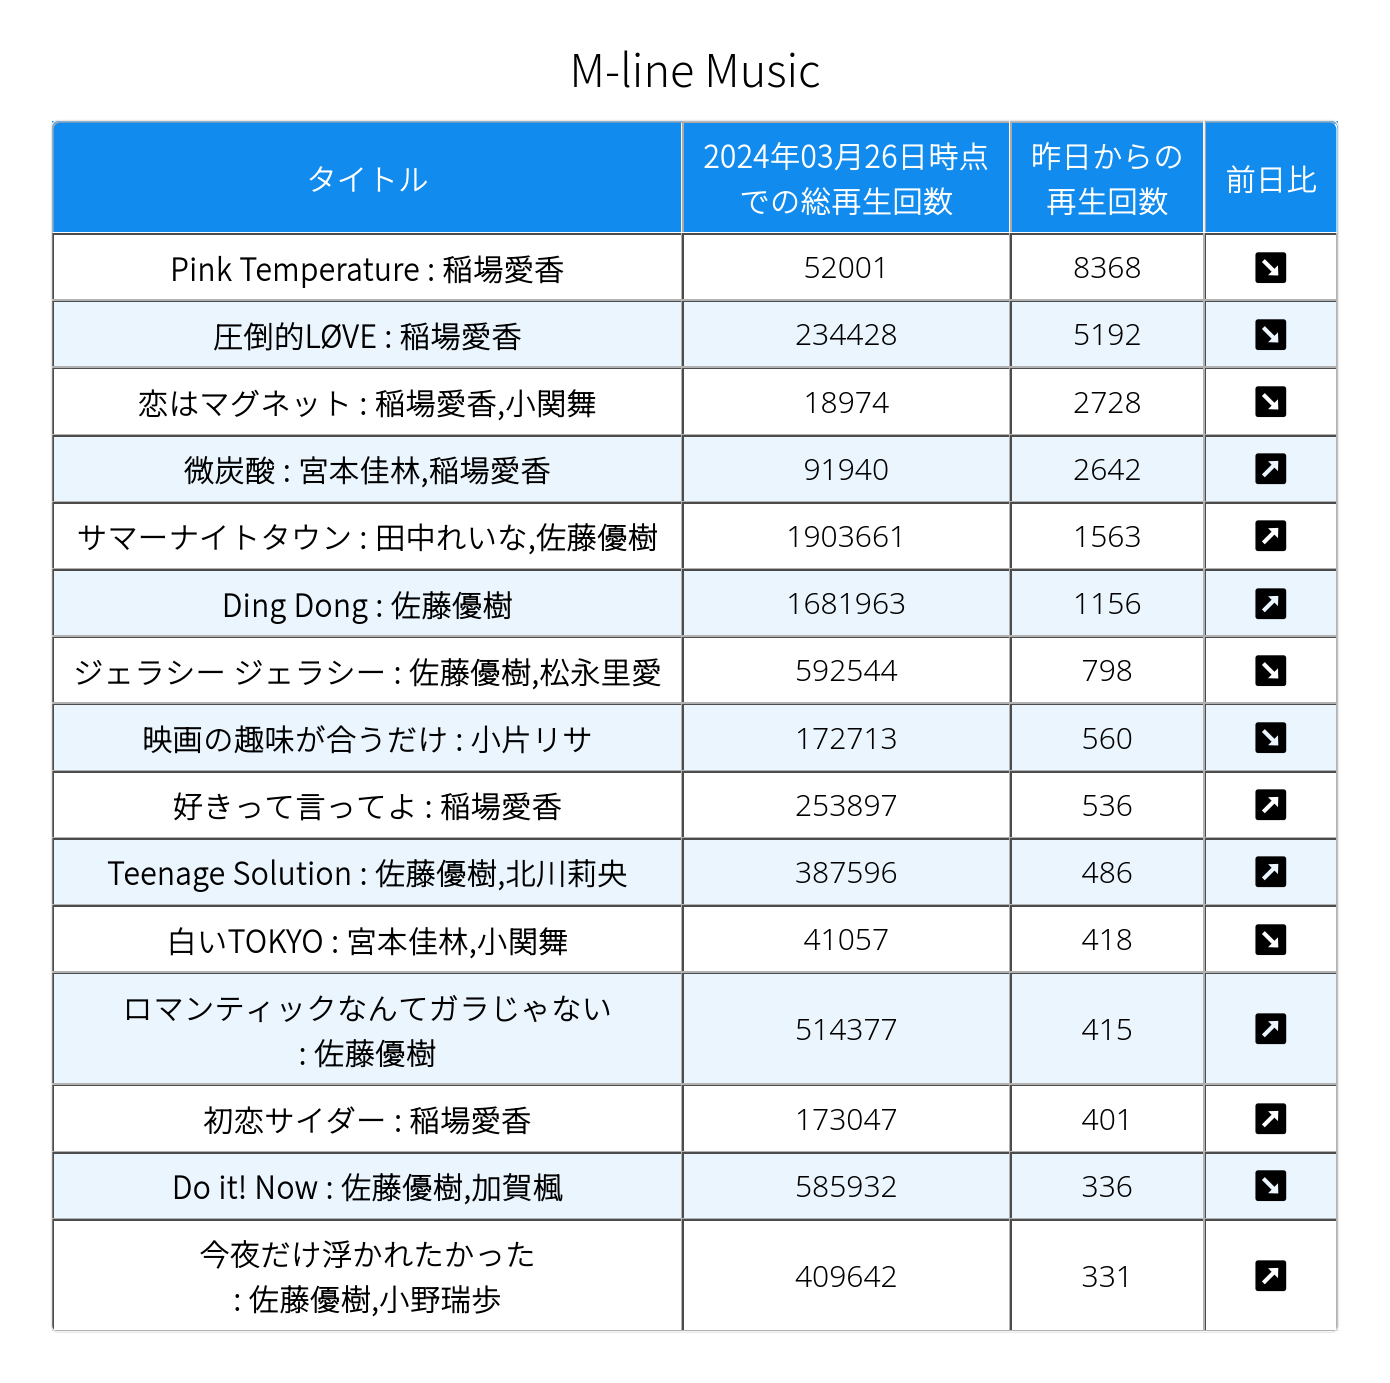 M-line Music
タイトル
2024年03月26日時点
での総再生回数
昨日からの
再生回数
前日比
Pink Temperature : 稲場愛香 52001 8368
圧倒的LØVE : 稲場愛香 234428 5192
恋はマグネット : 稲場愛香,小関舞 18974 2728
微炭酸 : 宮本佳林,稲場愛香 91940 2642
サマーナイトタウン : 田中れいな,佐藤優樹 1903661 1563
Ding Dong : 佐藤優樹 1681963 1156
ジェラシー ジェラシー : 佐藤優樹,松永里愛 592544 798
映画の趣味が合うだけ : 小片リサ 172713 560
好きって言ってよ : 稲場愛香 253897 536
Teenage Solution : 佐藤優樹,北川莉央 387596 486
白いTOKYO : 宮本佳林,小関舞 41057 418
ロマンティックなんてガラじゃない
: 佐藤優樹 514377 415
初恋サイダー : 稲場愛香 173047 401
Do it! Now : 佐藤優樹,加賀楓 585932 336
今夜だけ浮かれたかった
: 佐藤優樹,小野瑞歩 409642 331